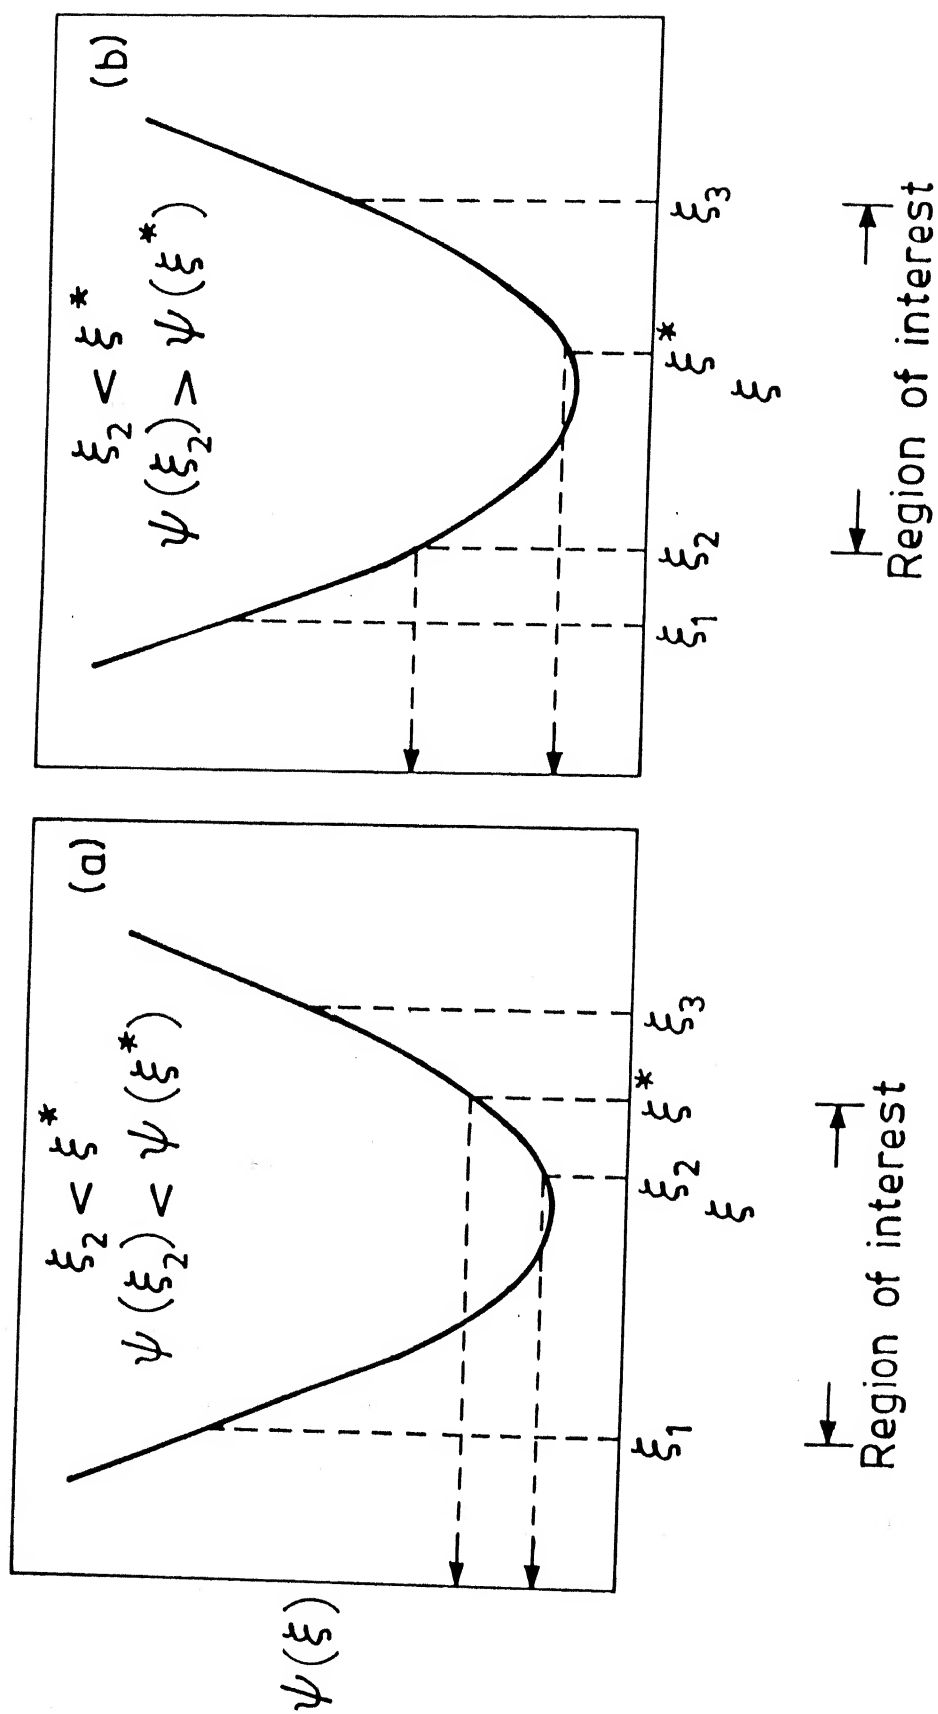 ψ(ξ)
(a)
ξ₂ < ξ*
ψ(ξ₂) < ψ(ξ*)
ξ₁ ξ₂ ξ* ξ₃
ξ
Region of interest
(b)
ξ₂ < ξ*
ψ(ξ₂) > ψ(ξ*)
ξ₁ ξ₂ ξ* ξ₃
ξ
Region of interest